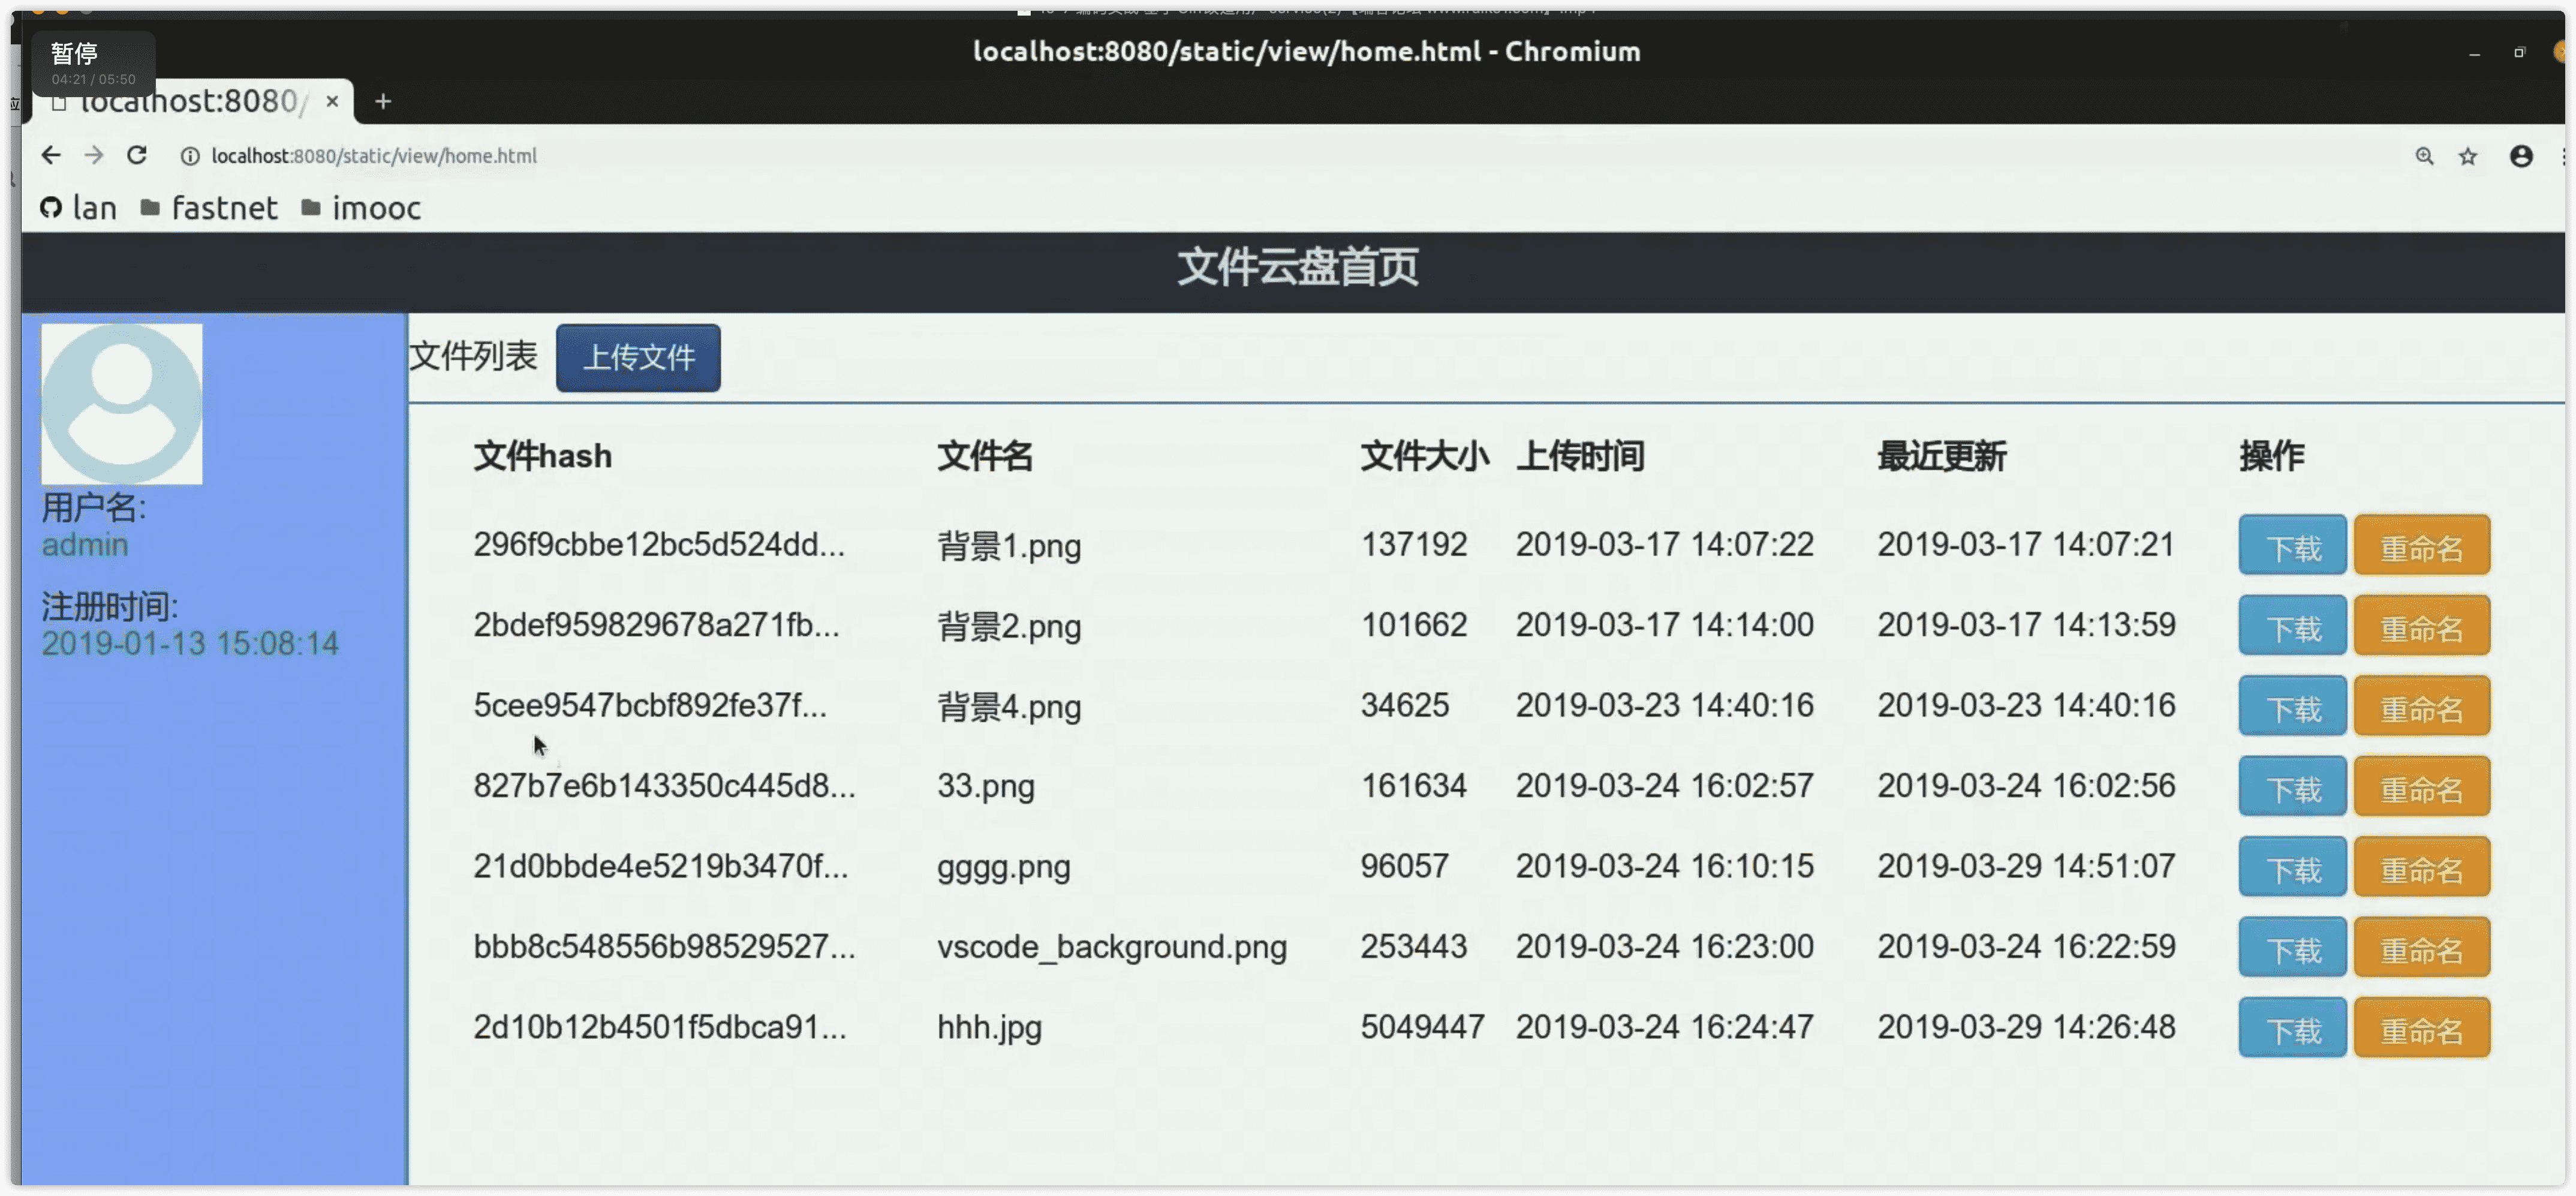 localhost:8080/static/view/home.html - Chromium
暂停
04:21 / 05:50
localhost:8080/
localhost:8080/static/view/home.html
lan fastnet imooc
文件云盘首页
用户名:
admin
注册时间:
2019-01-13 15:08:14
文件列表 上传文件
文件hash 文件名 文件大小 上传时间 最近更新 操作
296f9cbbe12bc5d524dd... 背景1.png 137192 2019-03-17 14:07:22 2019-03-17 14:07:21 下载 重命名
2bdef959829678a271fb... 背景2.png 101662 2019-03-17 14:14:00 2019-03-17 14:13:59 下载 重命名
5cee9547bcbf892fe37f... 背景4.png 34625 2019-03-23 14:40:16 2019-03-23 14:40:16 下载 重命名
827b7e6b143350c445d8... 33.png 161634 2019-03-24 16:02:57 2019-03-24 16:02:56 下载 重命名
21d0bbde4e5219b3470f... gggg.png 96057 2019-03-24 16:10:15 2019-03-29 14:51:07 下载 重命名
bbb8c548556b98529527... vscode_background.png 253443 2019-03-24 16:23:00 2019-03-24 16:22:59 下载 重命名
2d10b12b4501f5dbca91... hhh.jpg 5049447 2019-03-24 16:24:47 2019-03-29 14:26:48 下载 重命名